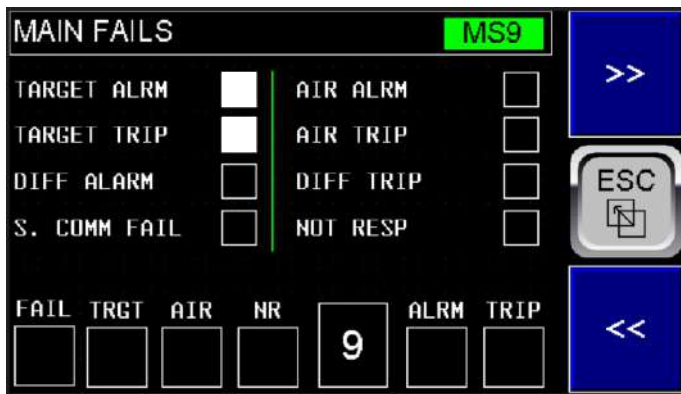 MAIN FAILS MS9
>>
TARGET ALRM AIR ALRM
TARGET TRIP AIR TRIP
DIFF ALARM DIFF TRIP
ESC
S. COMM FAIL NOT RESP
FAIL TRGT AIR NR 9 ALRM TRIP
<<